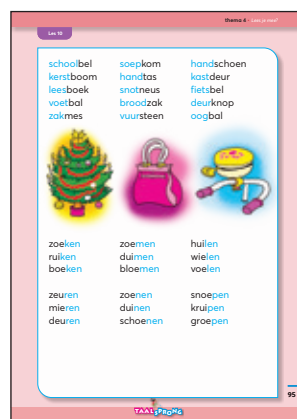 thema 6 - Lees je mee?
Les 10
schoolbel soepkom handschoen
kerstboom handtas kastdeur
leesboek snotneus fietsbel
voetbal broodzak deurknop
zakmes vuursteen oogbal
zoeken zoemen huilen
ruiken duimen wielen
boeken bloemen voelen
zeuren zoenen snoepen
mieren duinen kruipen
deuren schoenen groepen
95
TAALSPRONG